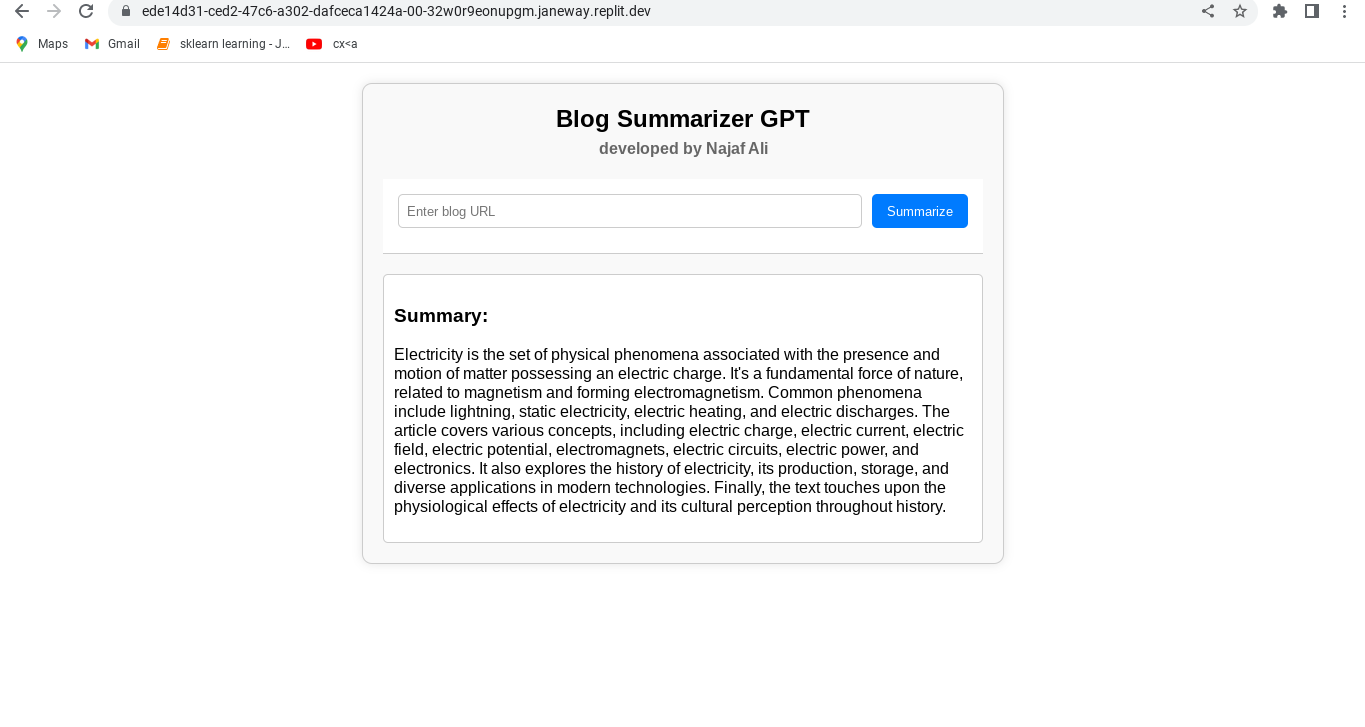 ede14d31-ced2-47c6-a302-dafceca1424a-00-32w0r9eonupgm.janeway.replit.dev
Maps Gmail sklearn learning - J... cx<a
Blog Summarizer GPT
developed by Najaf Ali
Enter blog URL Summarize
Summary:
Electricity is the set of physical phenomena associated with the presence and
motion of matter possessing an electric charge. It's a fundamental force of nature,
related to magnetism and forming electromagnetism. Common phenomena
include lightning, static electricity, electric heating, and electric discharges. The
article covers various concepts, including electric charge, electric current, electric
field, electric potential, electromagnets, electric circuits, electric power, and
electronics. It also explores the history of electricity, its production, storage, and
diverse applications in modern technologies. Finally, the text touches upon the
physiological effects of electricity and its cultural perception throughout history.